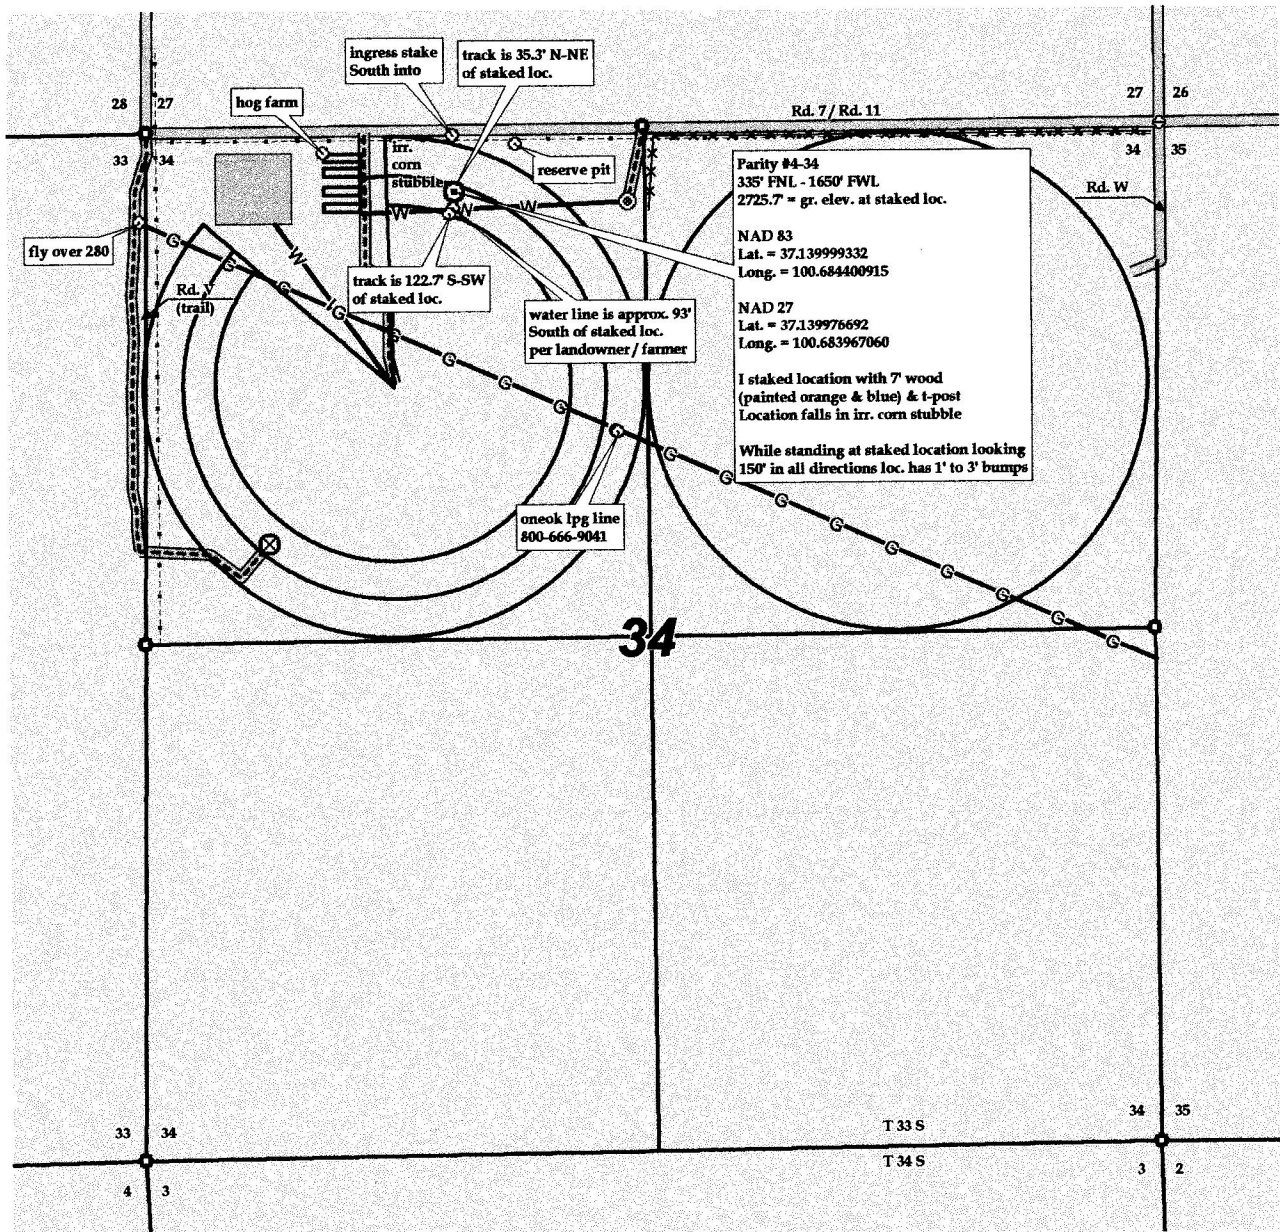 ingress stake
South into
track is 35.3' N-NE
of staked loc.
28 27
27 26
hog farm
Rd. 7 / Rd. 11
33 34
34 35
irr.
corn
stubble
reserve pit
Parity #4-34
335' FNL - 1650' FWL
2725.7' = gr. elev. at staked loc.
NAD 83
Lat. = 37.139999332
Long. = 100.684400915
NAD 27
Lat. = 37.139976692
Long. = 100.683967060
I staked location with 7' wood
(painted orange & blue) & t-post
Location falls in irr. corn stubble
While standing at staked location looking
150' in all directions loc. has 1' to 3' bumps
Rd. W
W W W
W
fly over 280
Rd. V
(trail)
track is 122.7' S-SW
of staked loc.
water line is approx. 93'
South of staked loc.
per landowner / farmer
G G G G G G G G G G G G G G G G G G
oneok lpg line
800-666-9041
34
33 34
34 35
T 33 S
T 34 S
4 3
3 2